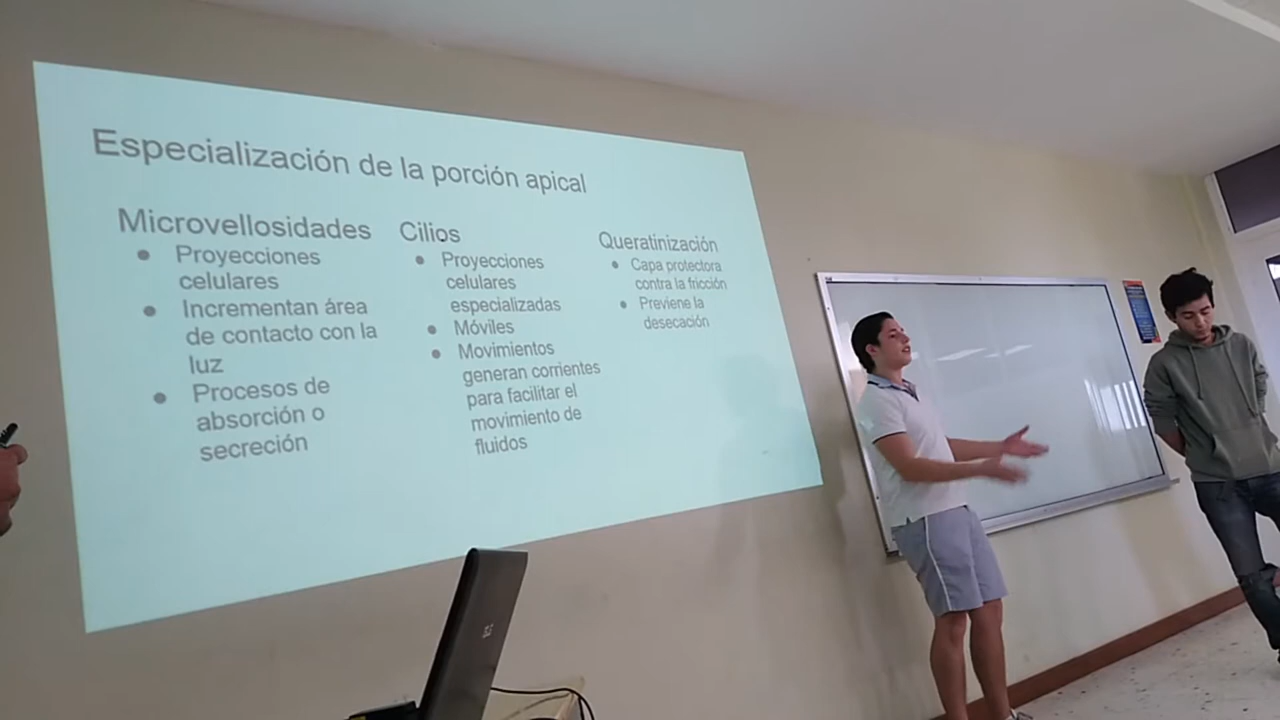 Especialización de la porción apical
Microvellosidades
Proyecciones
celulares
Incrementan área
de contacto con la
luz
Procesos de
absorción o
secreción
Cilios
Proyecciones
celulares
especializadas
Móviles
Movimientos
generan corrientes
para facilitar el
movimiento de
fluidos
Queratinización
Capa protectora
contra la fricción
Previene la
desecación